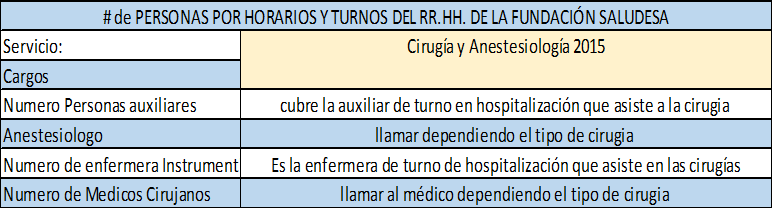 # de PERSONAS POR HORARIOS Y TURNOS DEL RR.HH. DE LA FUNDACIÓN SALUDESA
Servicio: Cirugía y Anestesiología 2015
Cargos
Numero Personas auxiliares cubre la auxiliar de turno en hospitalización que asiste a la cirugia
Anestesiologo llamar dependiendo el tipo de cirugia
Numero de enfermera Instrument Es la enfermera de turno de hospitalización que asiste en las cirugías
Numero de Medicos Cirujanos llamar al médico dependiendo el tipo de cirugia